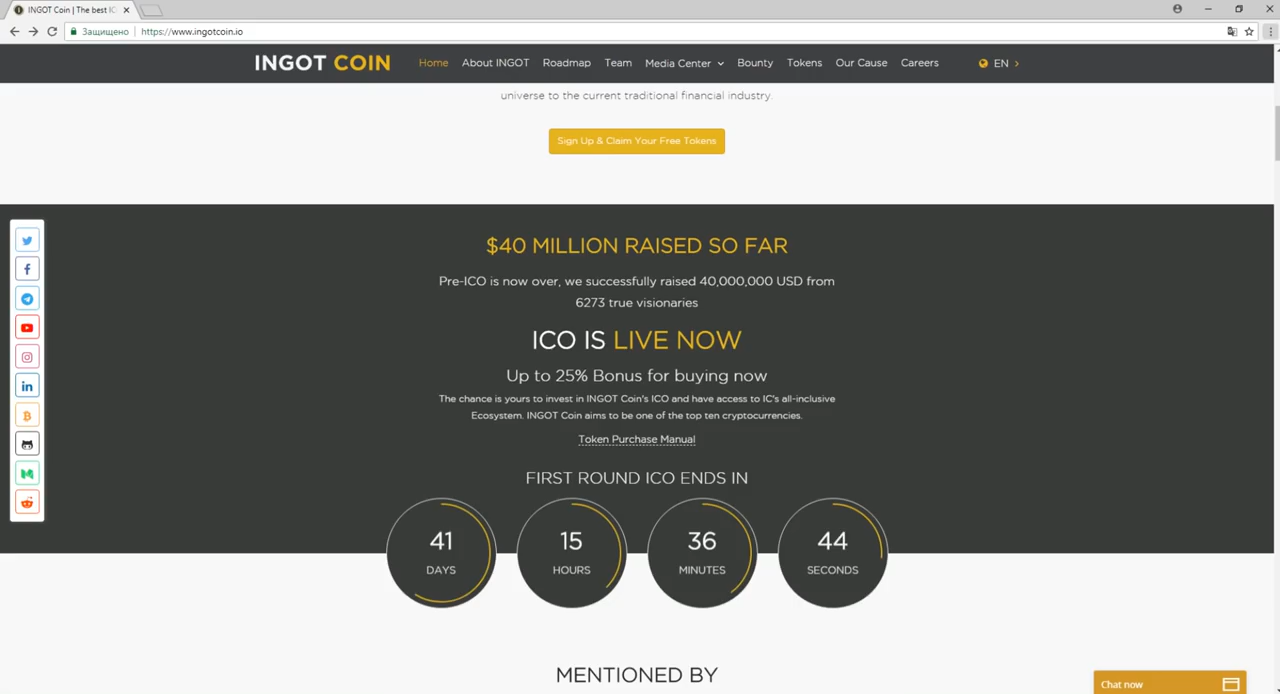 INGOT Coin | The best IC
Защищено
https://www.ingotcoin.io
INGOT COIN
Home
About INGOT
Roadmap
Team
Media Center
Bounty
Tokens
Our Cause
Careers
EN
universe to the current traditional financial industry.
Sign Up & Claim Your Free Tokens
$40 MILLION RAISED SO FAR
Pre-ICO is now over, we successfully raised 40,000,000 USD from
6273 true visionaries
ICO IS LIVE NOW
Up to 25% Bonus for buying now
The chance is yours to invest in INGOT Coin's ICO and have access to IC's all-inclusive
Ecosystem. INGOT Coin aims to be one of the top ten cryptocurrencies.
Token Purchase Manual
FIRST ROUND ICO ENDS IN
41
DAYS
15
HOURS
36
MINUTES
44
SECONDS
MENTIONED BY
Chat now